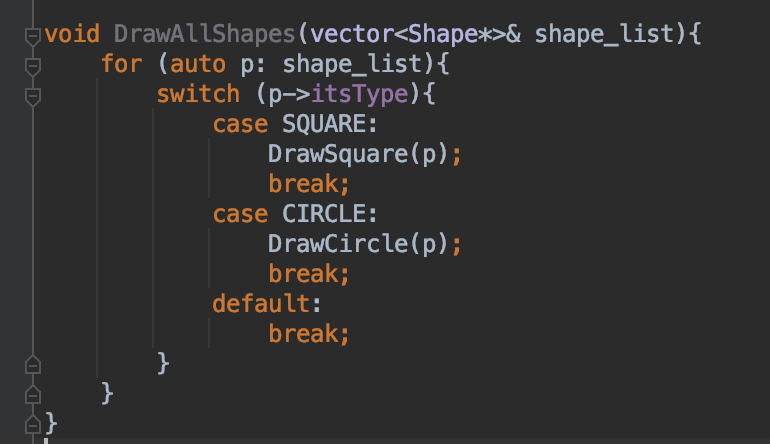 void DrawAllShapes(vector<Shape*>& shape_list){
    for (auto p: shape_list){
        switch (p->itsType){
            case SQUARE:
                DrawSquare(p);
                break;
            case CIRCLE:
                DrawCircle(p);
                break;
            default:
                break;
        }
    }
}